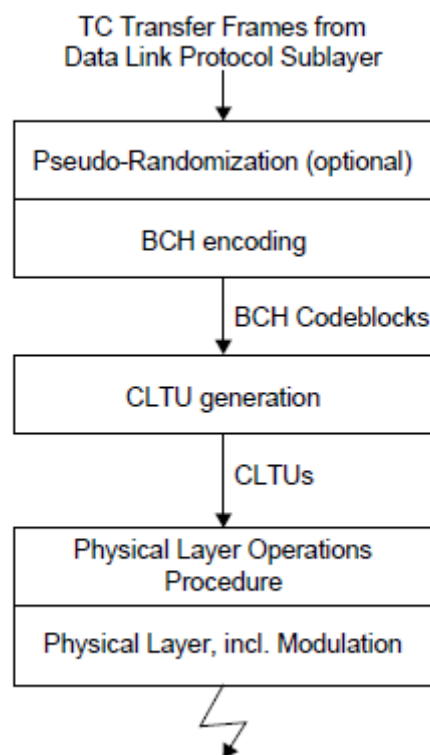 TC Transfer Frames from
Data Link Protocol Sublayer
Pseudo-Randomization (optional)
BCH encoding
BCH Codeblocks
CLTU generation
CLTUs
Physical Layer Operations
Procedure
Physical Layer, incl. Modulation